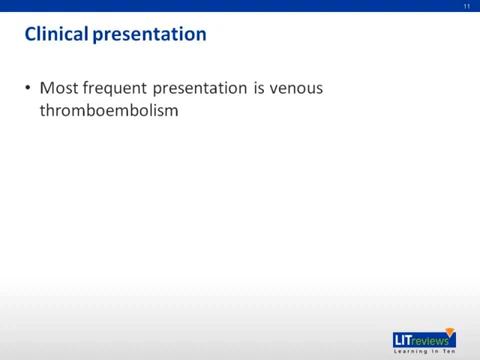 11
Clinical presentation
• Most frequent presentation is venous
thromboembolism
LITreviews
Learning In Ten